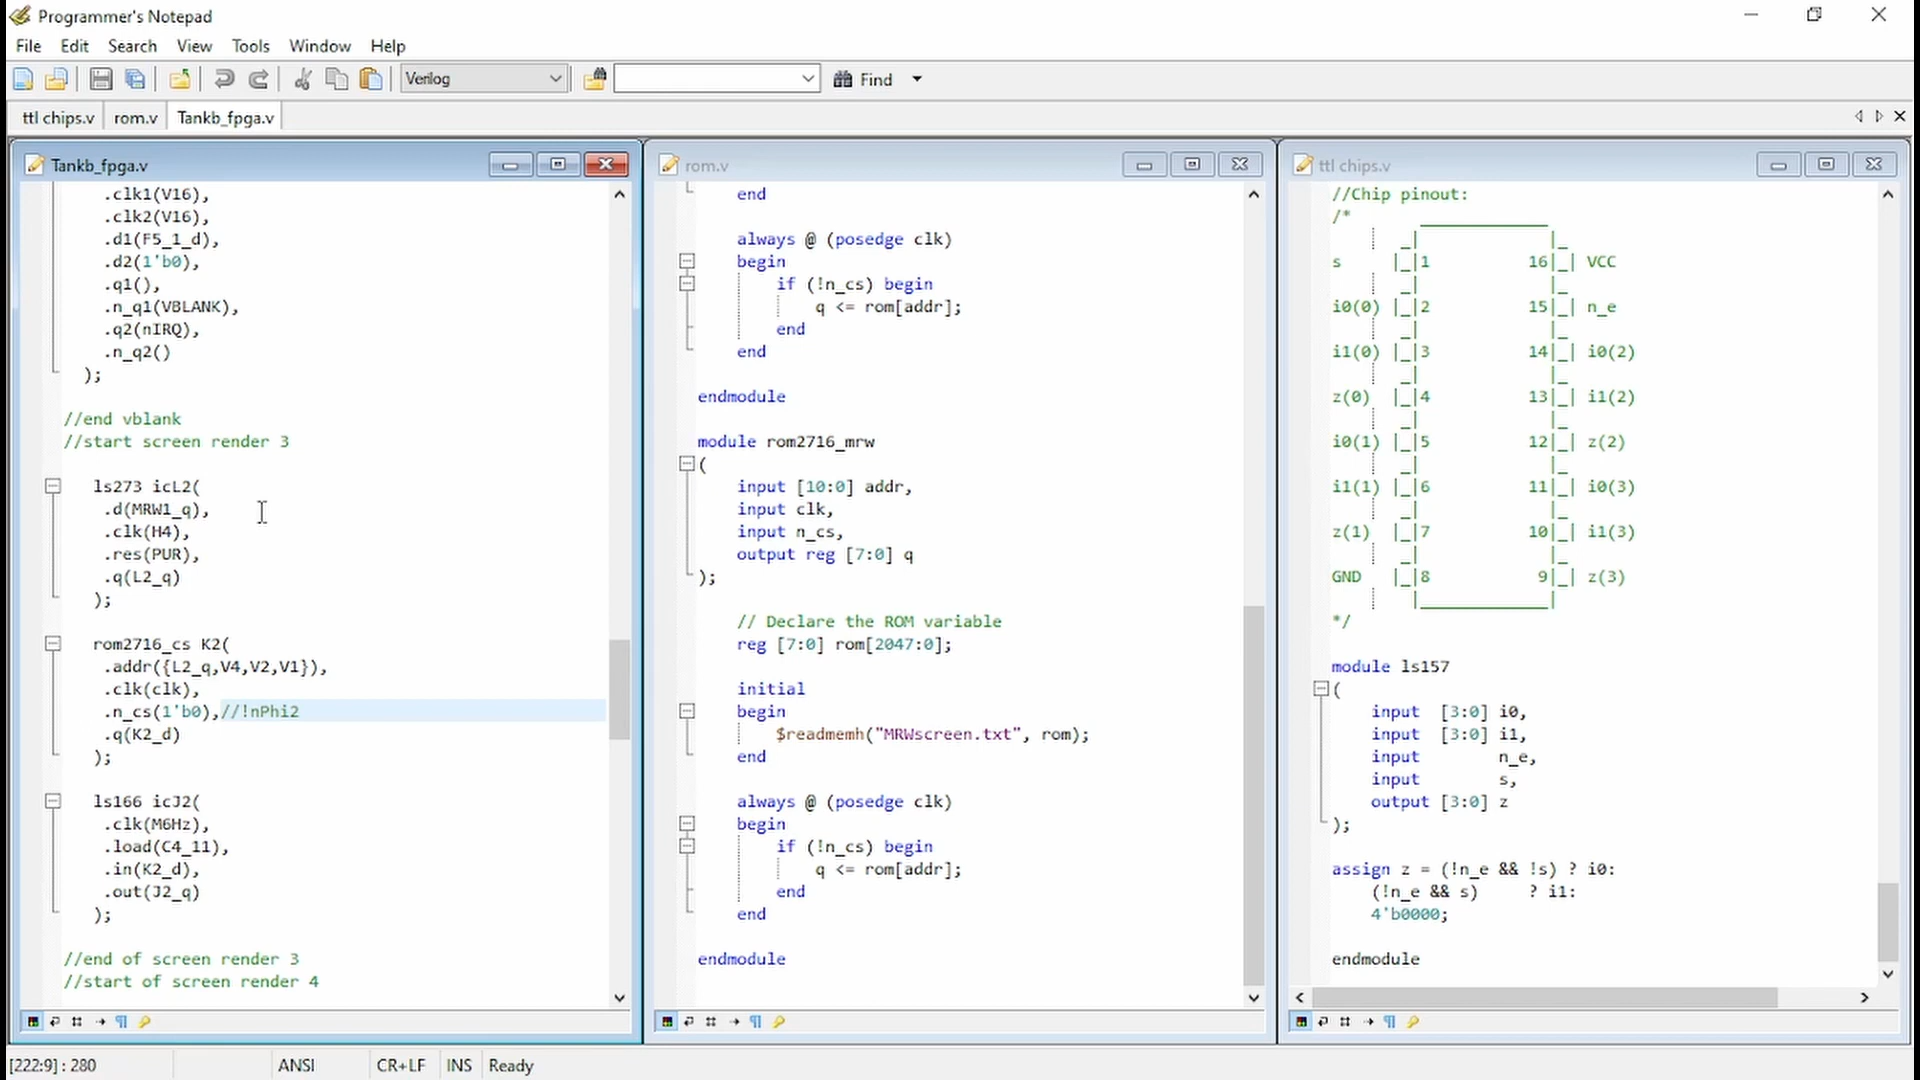 Programmer's Notepad
File Edit Search View Tools Window Help
Verilog Find
ttl chips.v rom.v Tankb_fpga.v
Tankb_fpga.v
.clk1(V16),
.clk2(V16),
.d1(F5_1_d),
.d2(1'b0),
.q1(),
.n_q1(VBLANK),
.q2(nIRQ),
.n_q2()
);
//end vblank
//start screen render 3
ls273 icL2(
.d(MRW1_q),
.clk(H4),
.res(PUR),
.q(L2_q)
);
rom2716_cs K2(
.addr({L2_q,V4,V2,V1}),
.clk(clk),
.n_cs(1'b0),//!nPhi2
.q(K2_d)
);
ls166 icJ2(
.clk(M6Hz),
.load(C4_11),
.in(K2_d),
.out(J2_q)
);
//end of screen render 3
//start of screen render 4
rom.v
end
always @ (posedge clk)
begin
if (!n_cs) begin
q <= rom[addr];
end
end
endmodule
module rom2716_mrw
(
input [10:0] addr,
input clk,
input n_cs,
output reg [7:0] q
);
// Declare the ROM variable
reg [7:0] rom[2047:0];
initial
begin
$readmemh("MRWscreen.txt", rom);
end
always @ (posedge clk)
begin
if (!n_cs) begin
q <= rom[addr];
end
end
endmodule
ttl chips.v
//Chip pinout:
/*
s |_|1 16|_| VCC
i0(0) |_|2 15|_| n_e
i1(0) |_|3 14|_| i0(2)
z(0) |_|4 13|_| i1(2)
i0(1) |_|5 12|_| z(2)
i1(1) |_|6 11|_| i0(3)
z(1) |_|7 10|_| i1(3)
GND |_|8 9|_| z(3)
*/
module ls157
(
input [3:0] i0,
input [3:0] i1,
input n_e,
input s,
output [3:0] z
);
assign z = (!n_e && !s) ? i0:
(!n_e && s) ? i1:
4'b0000;
endmodule
[222:9] : 280 ANSI CR+LF INS Ready